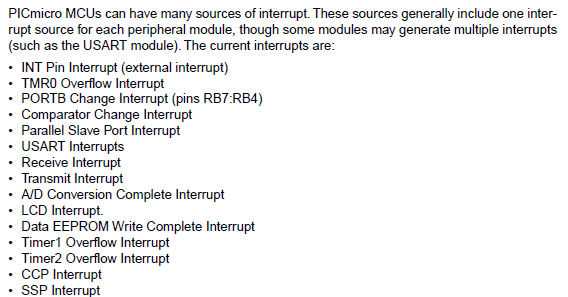 PICmicro MCUs can have many sources of interrupt. These sources generally include one inter-
rupt source for each peripheral module, though some modules may generate multiple interrupts
(such as the USART module). The current interrupts are:
• INT Pin Interrupt (external interrupt)
• TMR0 Overflow Interrupt
• PORTB Change Interrupt (pins RB7:RB4)
• Comparator Change Interrupt
• Parallel Slave Port Interrupt
• USART Interrupts
• Receive Interrupt
• Transmit Interrupt
• A/D Conversion Complete Interrupt
• LCD Interrupt.
• Data EEPROM Write Complete Interrupt
• Timer1 Overflow Interrupt
• Timer2 Overflow Interrupt
• CCP Interrupt
• SSP Interrupt